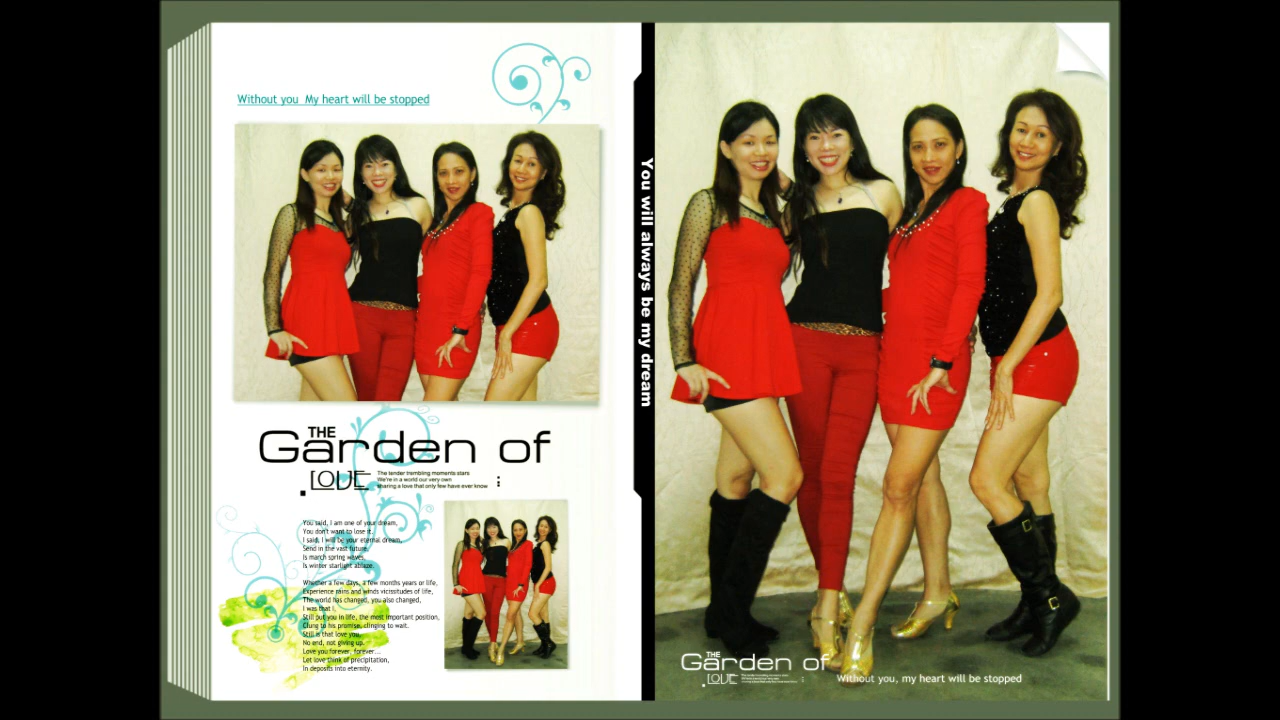 Without you My heart will be stopped
THE
Garden of
.LOVE
The tender trembling moments stars
We're in a world our very own
sharing a love that only few have ever know
You said, I am one of your dream,
You don't want to lose it.
I said, I will be your eternal dream,
Send in the vast future.
Is march spring waves,
Is winter starlight ablaze.
Whether a few days, a few months years or life,
Experience rains and winds vicissitudes of life,
The world has changed, you also changed,
I was that I,
Still put you in life, the most important position,
Clung to his promise, clinging to wait.
Still is that love you,
No end, not giving up.
Love you forever, forever...
Let love think of precipitation,
In deposits into eternity.
You will always be my dream
THE
Garden of
.LOVE
Without you, my heart will be stopped